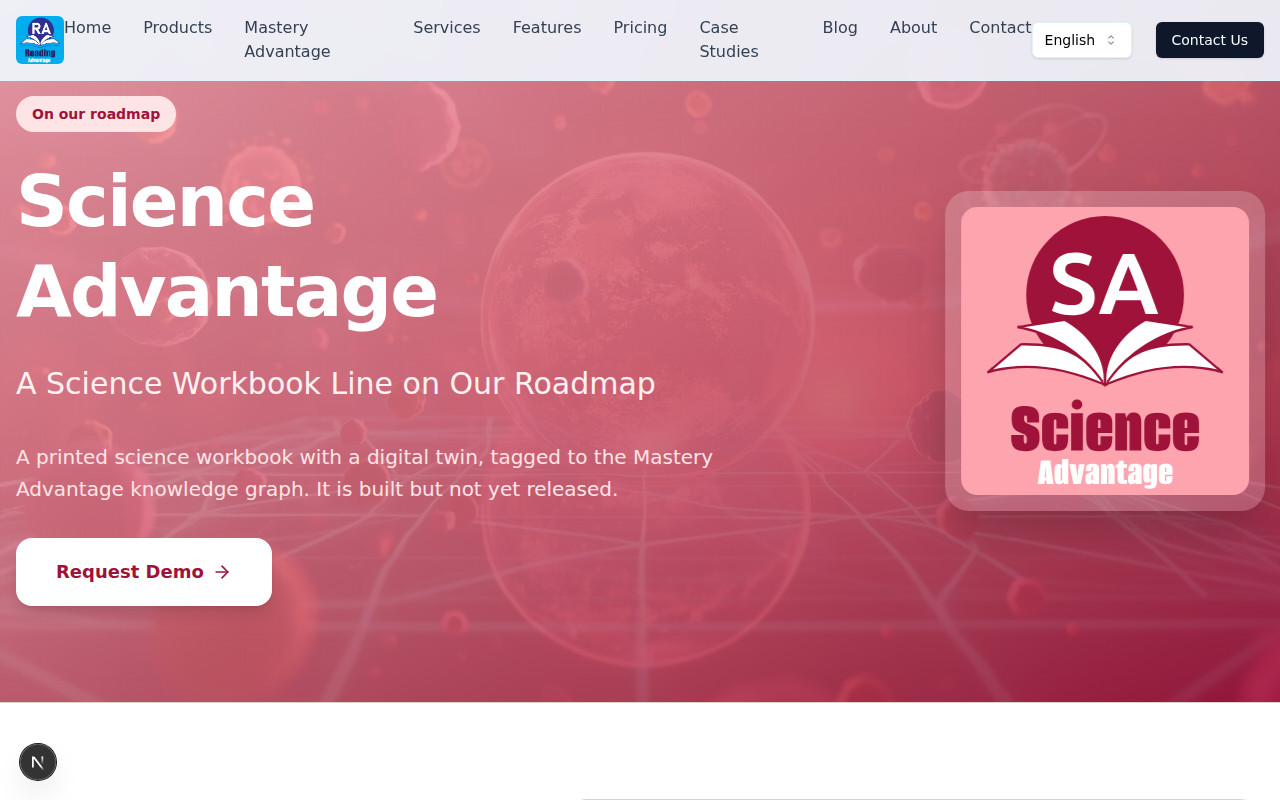 RA
Reading
Advantage
Home
Products
Mastery
Advantage
Services
Features
Pricing
Case
Studies
Blog
About
Contact
English
Contact Us
On our roadmap
Science
Advantage
A Science Workbook Line on Our Roadmap
A printed science workbook with a digital twin, tagged to the Mastery
Advantage knowledge graph. It is built but not yet released.
Request Demo
SA
Science
Advantage
N